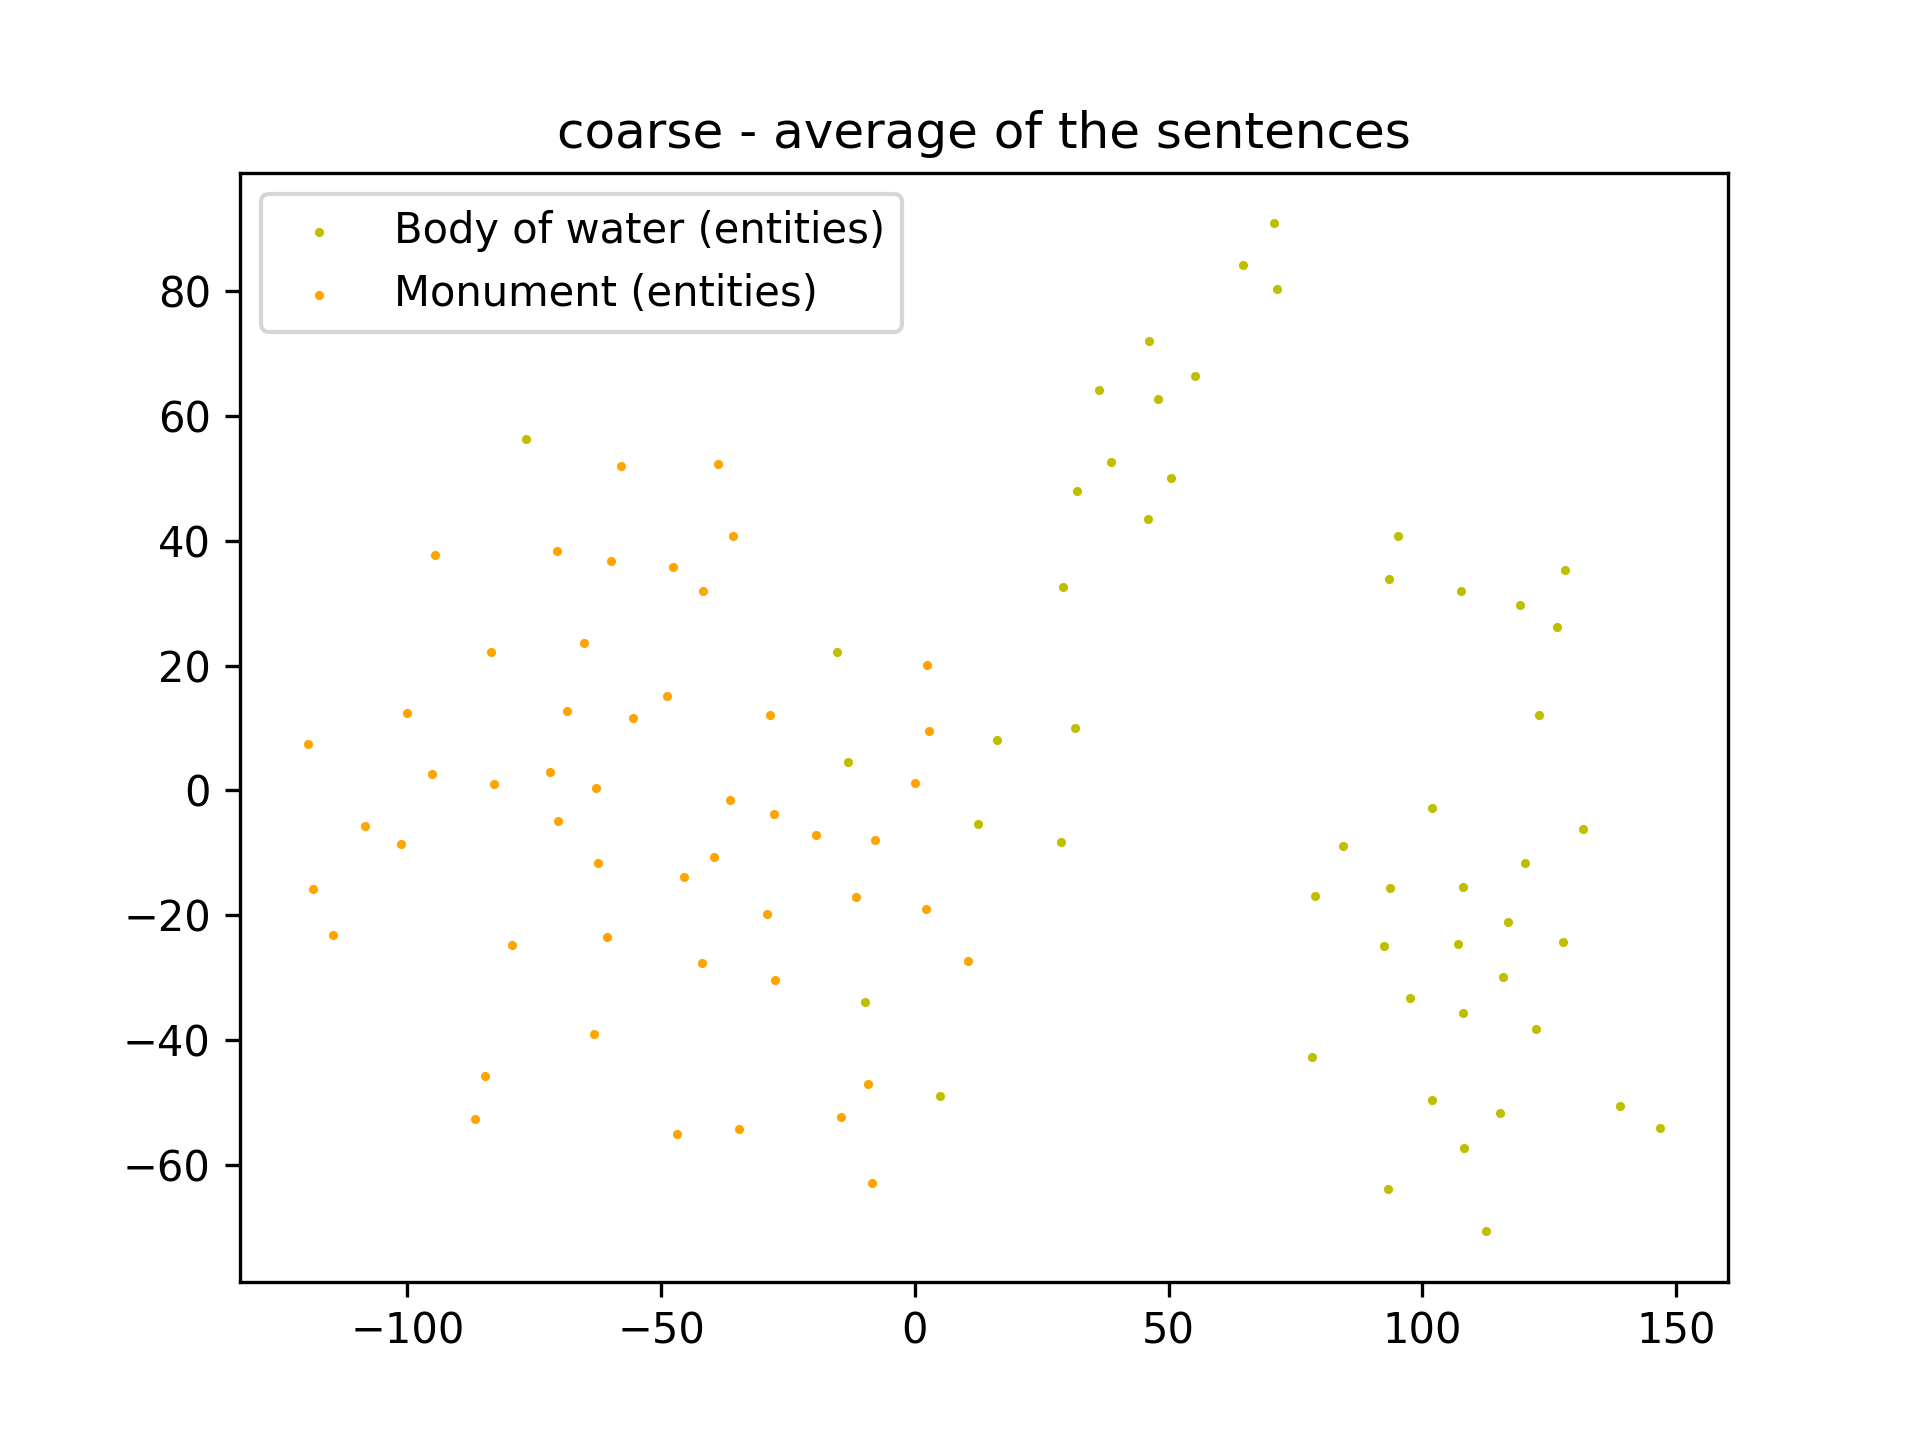 coarse - average of the sentences
Body of water (entities)
Monument (entities)
80
60
40
20
0
−20
−40
−60
−100 −50 0 50 100 150